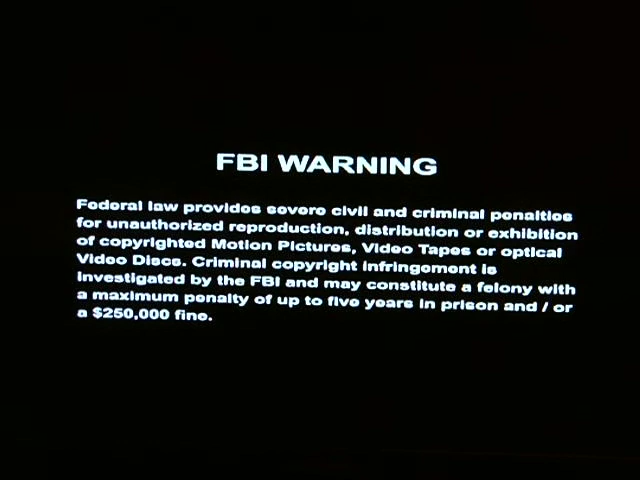 FBI WARNING
Federal law provides severe civil and criminal penalties
for unauthorized reproduction, distribution or exhibition
of copyrighted Motion Pictures, Video Tapes or optical
Video Discs. Criminal copyright infringement is
investigated by the FBI and may constitute a felony with
a maximum penalty of up to five years in prison and / or
a $250,000 fine.